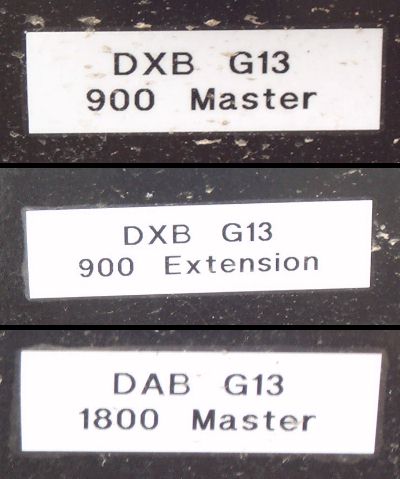 DXB G13
900 Master
DXB G13
900 Extension
DAB G13
1800 Master